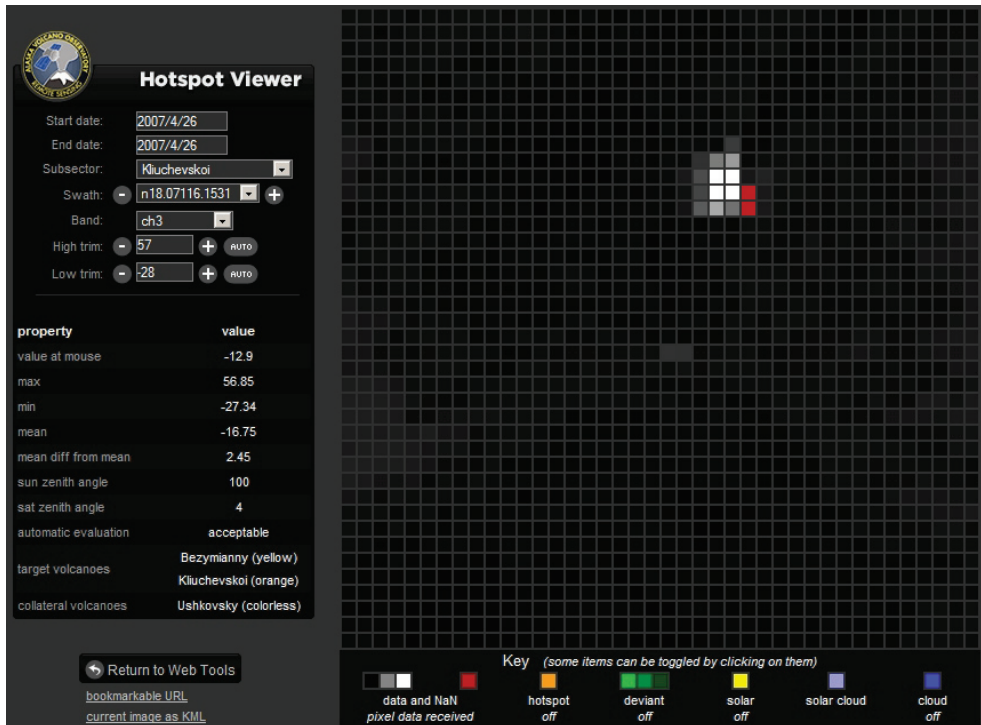 ALASKA VOLCANO OBSERVATORY
REMOTE SENSING
Hotspot Viewer
Start date: 2007/4/26
End date: 2007/4/26
Subsector: Kliuchevskoi
Swath: - n18.07116.1531 +
Band: ch3
High trim: - 57 + AUTO
Low trim: - -28 + AUTO
property value
value at mouse -12.9
max 56.85
min -27.34
mean -16.75
mean diff from mean 2.45
sun zenith angle 100
sat zenith angle 4
automatic evaluation acceptable
target volcanoes Bezymianny (yellow)
Kliuchevskoi (orange)
collateral volcanoes Ushkovsky (colorless)
Return to Web Tools
bookmarkable URL
current image as KML
Key (some items can be toggled by clicking on them)
data and NaN hotspot deviant solar solar cloud cloud
pixel data received off off off off